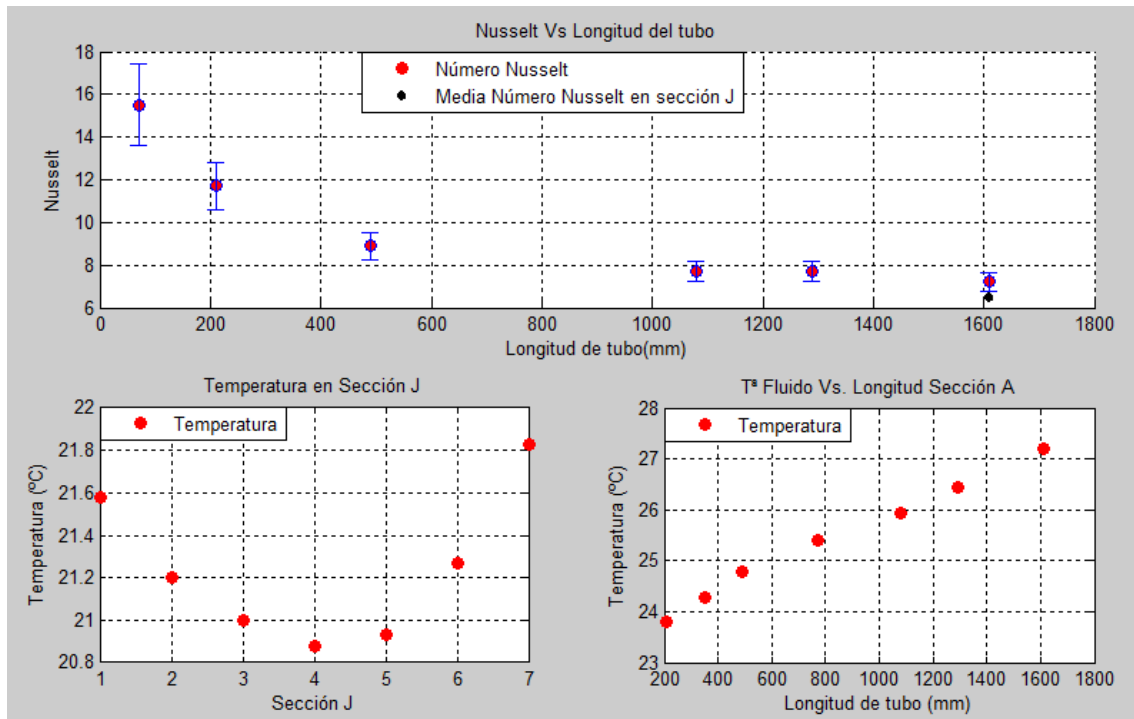 Nusselt Vs Longitud del tubo
Número Nusselt
Media Número Nusselt en sección J
Nusselt
18
16
14
12
10
8
6
0 200 400 600 800 1000 1200 1400 1600 1800
Longitud de tubo(mm)
Temperatura en Sección J
Temperatura
Temperatura (ºC)
22
21.8
21.6
21.4
21.2
21
20.8
1 2 3 4 5 6 7
Sección J
Tª Fluido Vs. Longitud Sección A
Temperatura
Temperatura (ºC)
28
27
26
25
24
23
200 400 600 800 1000 1200 1400 1600 1800
Longitud de tubo (mm)